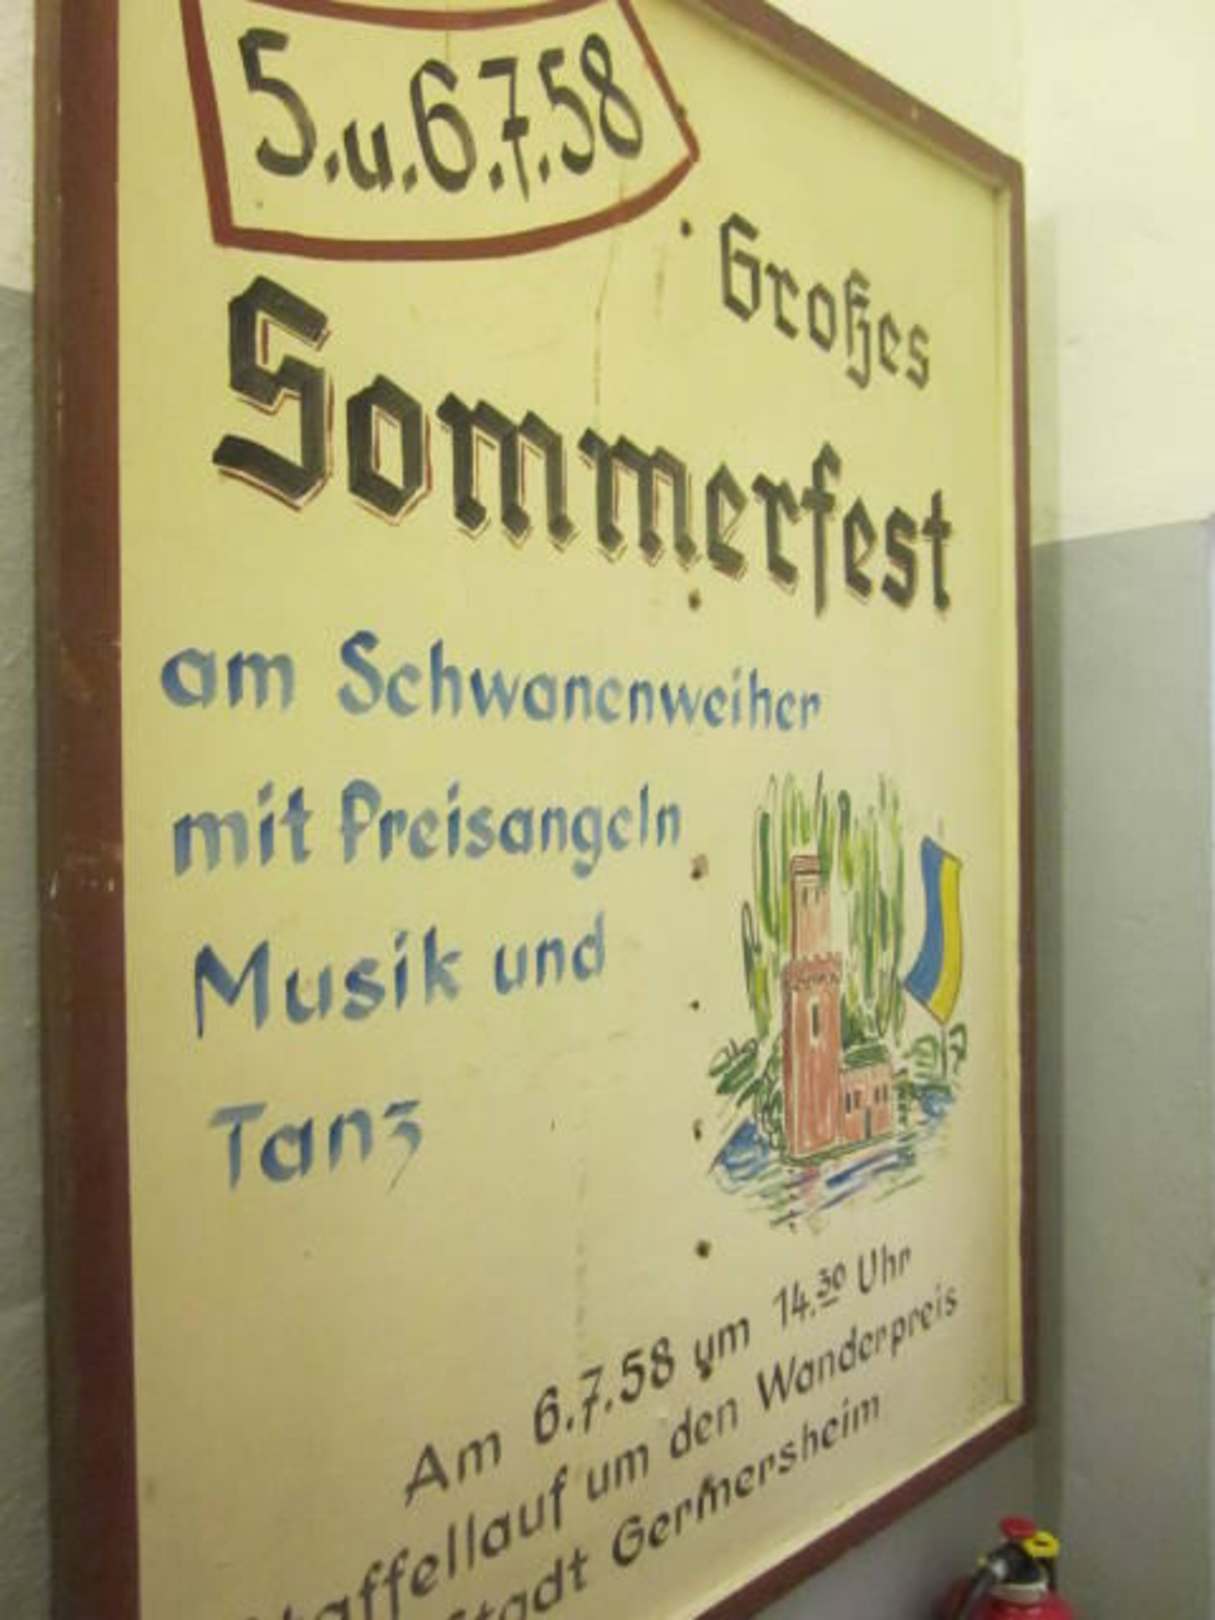 5.u.6.7.58
Großes
Sommerfest
am Schwanenweiher
mit Preisangeln
Musik und
Tanz
Am 6.7.58 um 14.30 Uhr
Staffellauf um den Wanderpreis
Stadt Germersheim